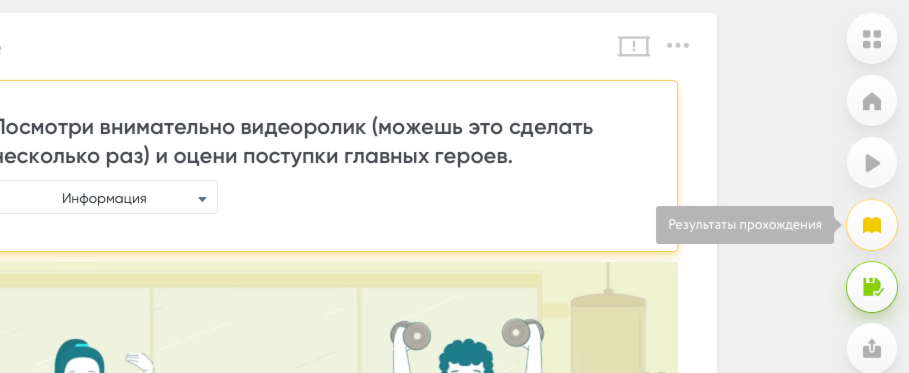 Посмотри внимательно видеоролик (можешь это сделать
несколько раз) и оцени поступки главных героев.
Информация
Результаты прохождения